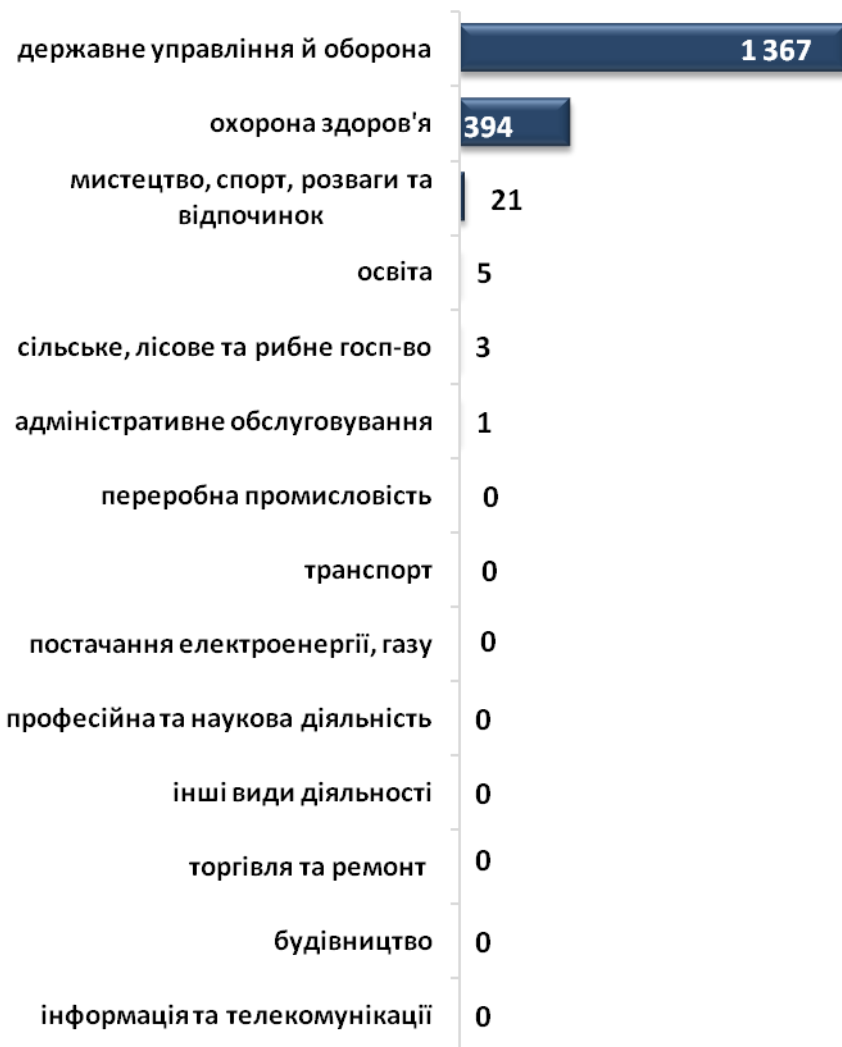 державне управління й оборона 1 367
охорона здоров'я 394
мистецтво, спорт, розваги та
відпочинок 21
освіта 5
сільське, лісове та рибне госп-во 3
адміністративне обслуговування 1
переробна промисловість 0
транспорт 0
постачання електроенергії, газу 0
професійна та наукова діяльність 0
інші види діяльності 0
торгівля та ремонт 0
будівництво 0
інформація та телекомунікації 0